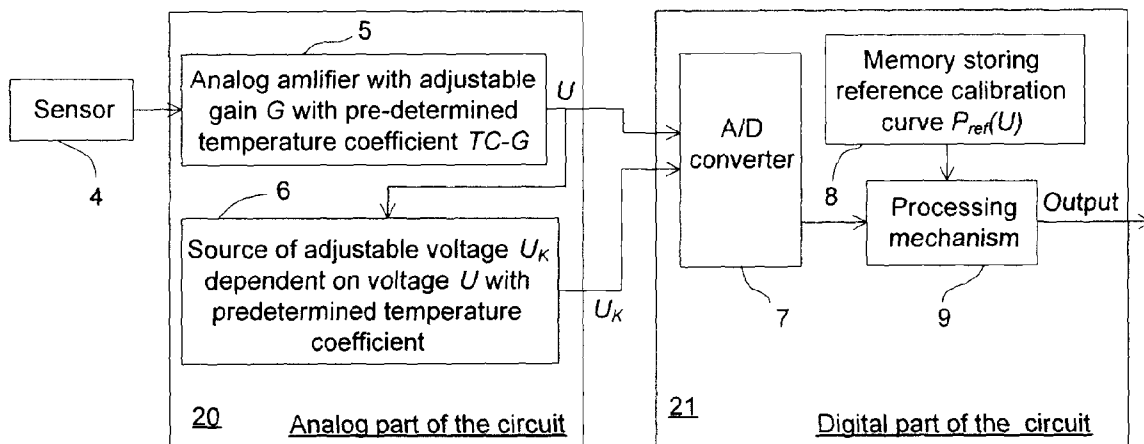 5
Analog amlifier with adjustable
gain G with pre-determined
temperature coefficient TC-G
U
Sensor
4
6
Source of adjustable voltage UK
dependent on voltage U with
predetermined temperature
coefficient
UK
20
Analog part of the circuit
A/D
converter
7
Memory storing
reference calibration
curve Pref(U)
8
Processing
mechanism
Output
9
21
Digital part of the circuit